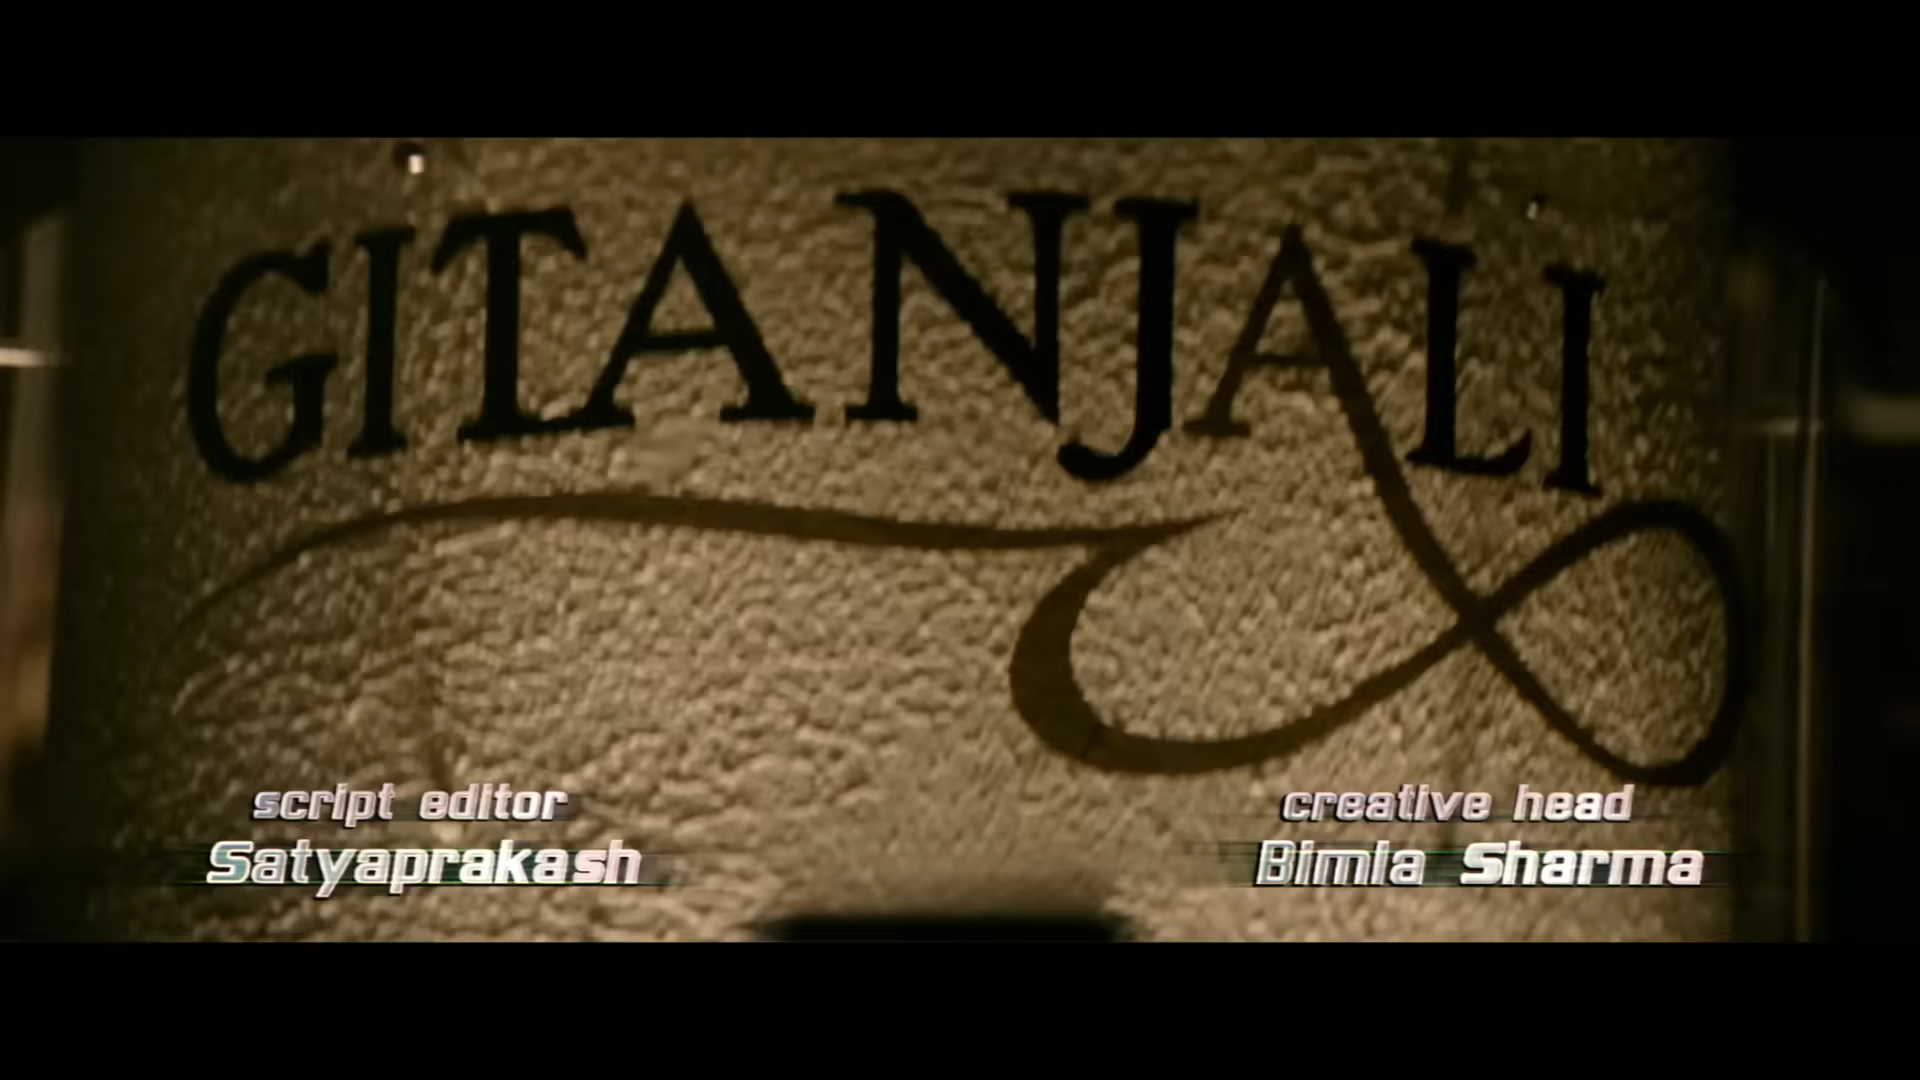 GITANJALI
script editor
Satyaprakash
creative head
Bimla Sharma